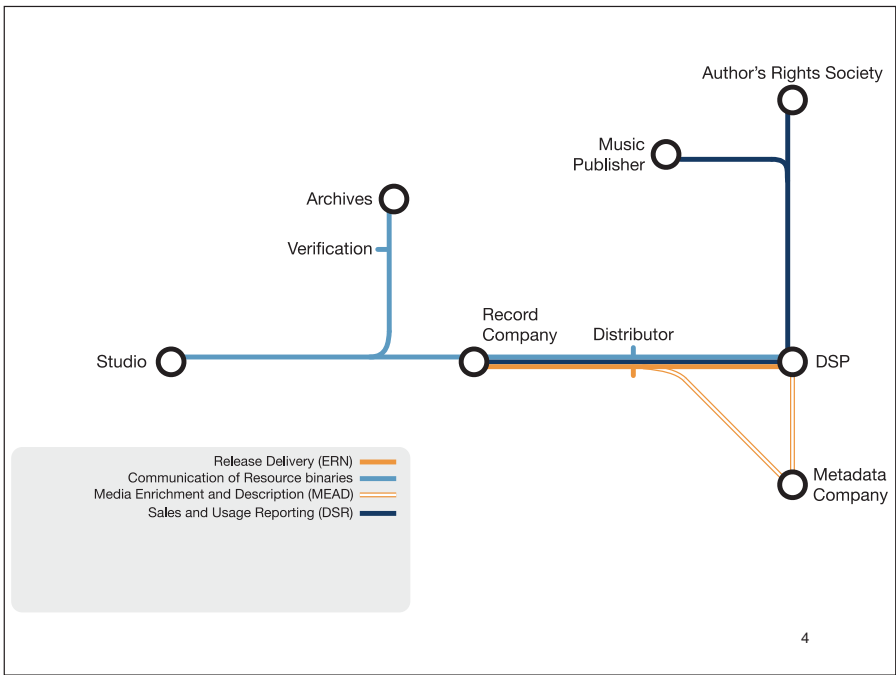 Author's Rights Society
Music
Publisher
Archives
Verification
Record
Company
Distributor
Studio
DSP
Metadata
Company
Release Delivery (ERN)
Communication of Resource binaries
Media Enrichment and Description (MEAD)
Sales and Usage Reporting (DSR)
4